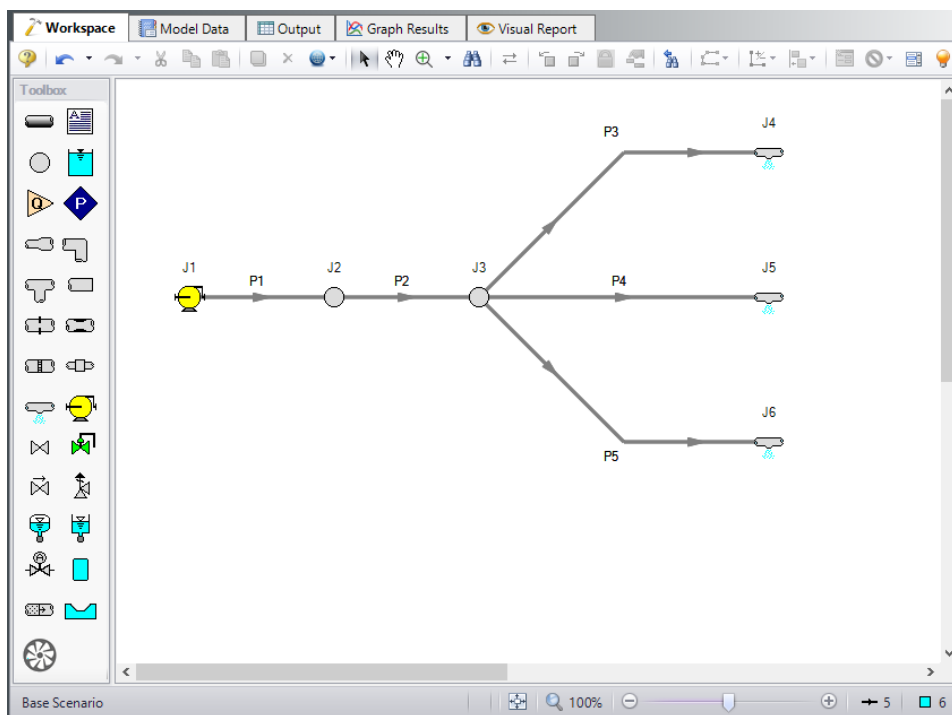 Workspace Model Data Output Graph Results Visual Report
Toolbox
A
Q P
A
P3 J4
J1 P1 J2 P2 J3 P4 J5
J6
P5
Base Scenario 100% 5 6